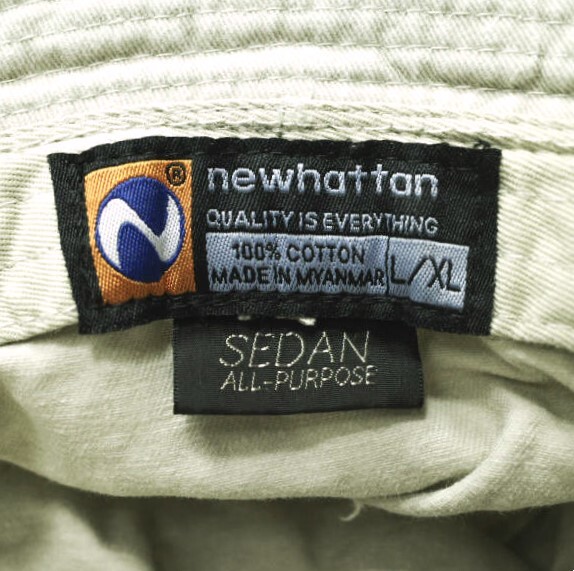 ®
newhattan
QUALITY IS EVERYTHING
100% COTTON
MADE IN MYANMAR
L/XL
SEDAN
ALL-PURPOSE